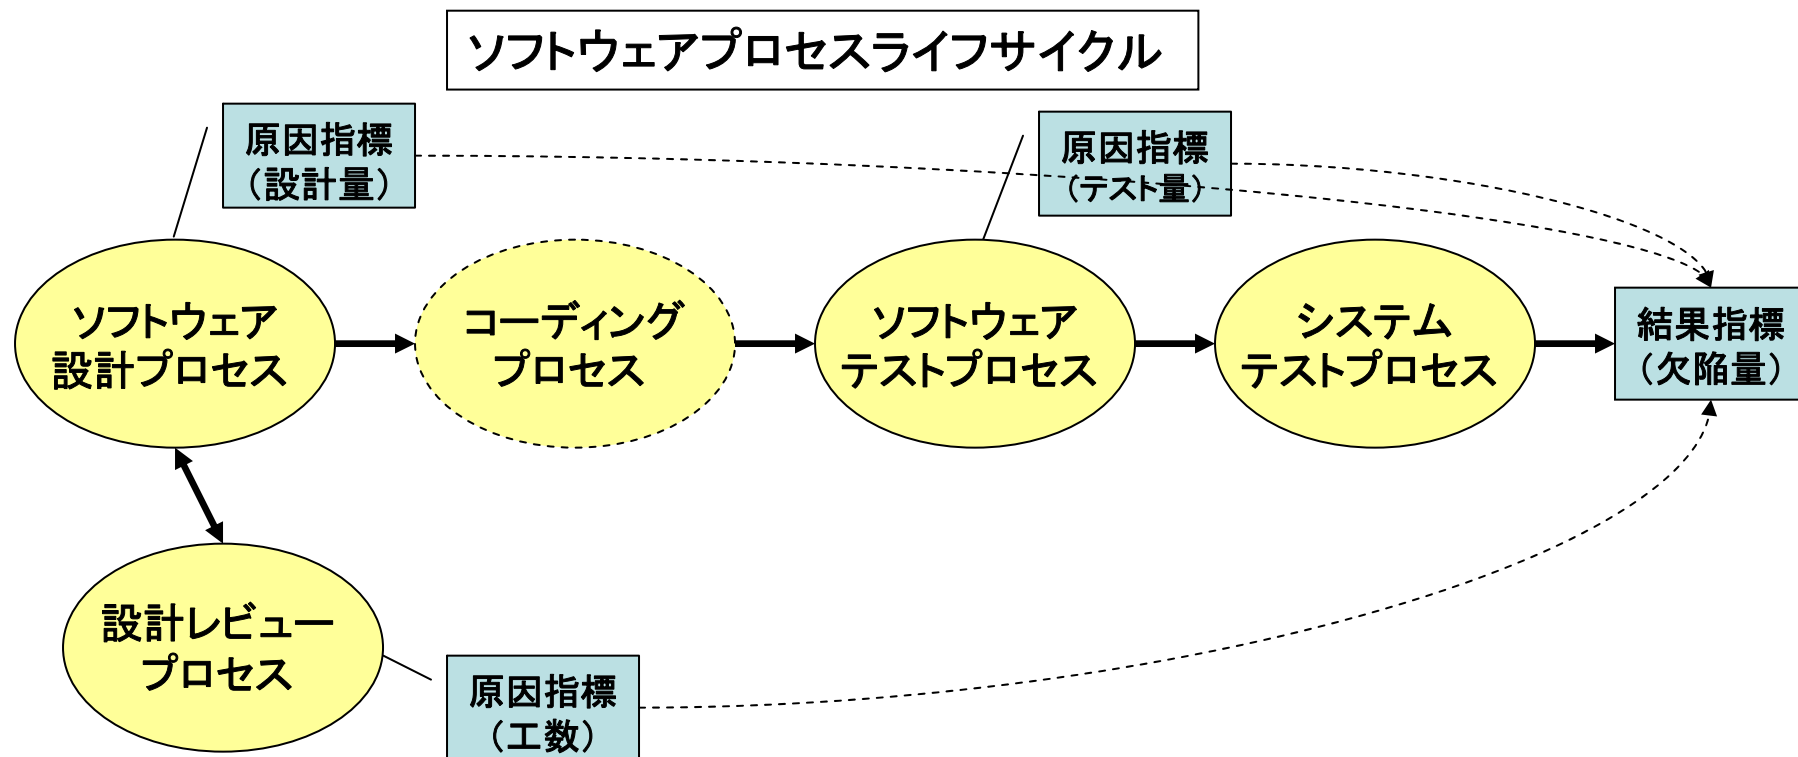 ソフトウェアプロセスライフサイクル
原因指標
（設計量）
原因指標
（テスト量）
ソフトウェア
設計プロセス
コーディング
プロセス
ソフトウェア
テストプロセス
システム
テストプロセス
結果指標
（欠陥量）
設計レビュー
プロセス
原因指標
（工数）